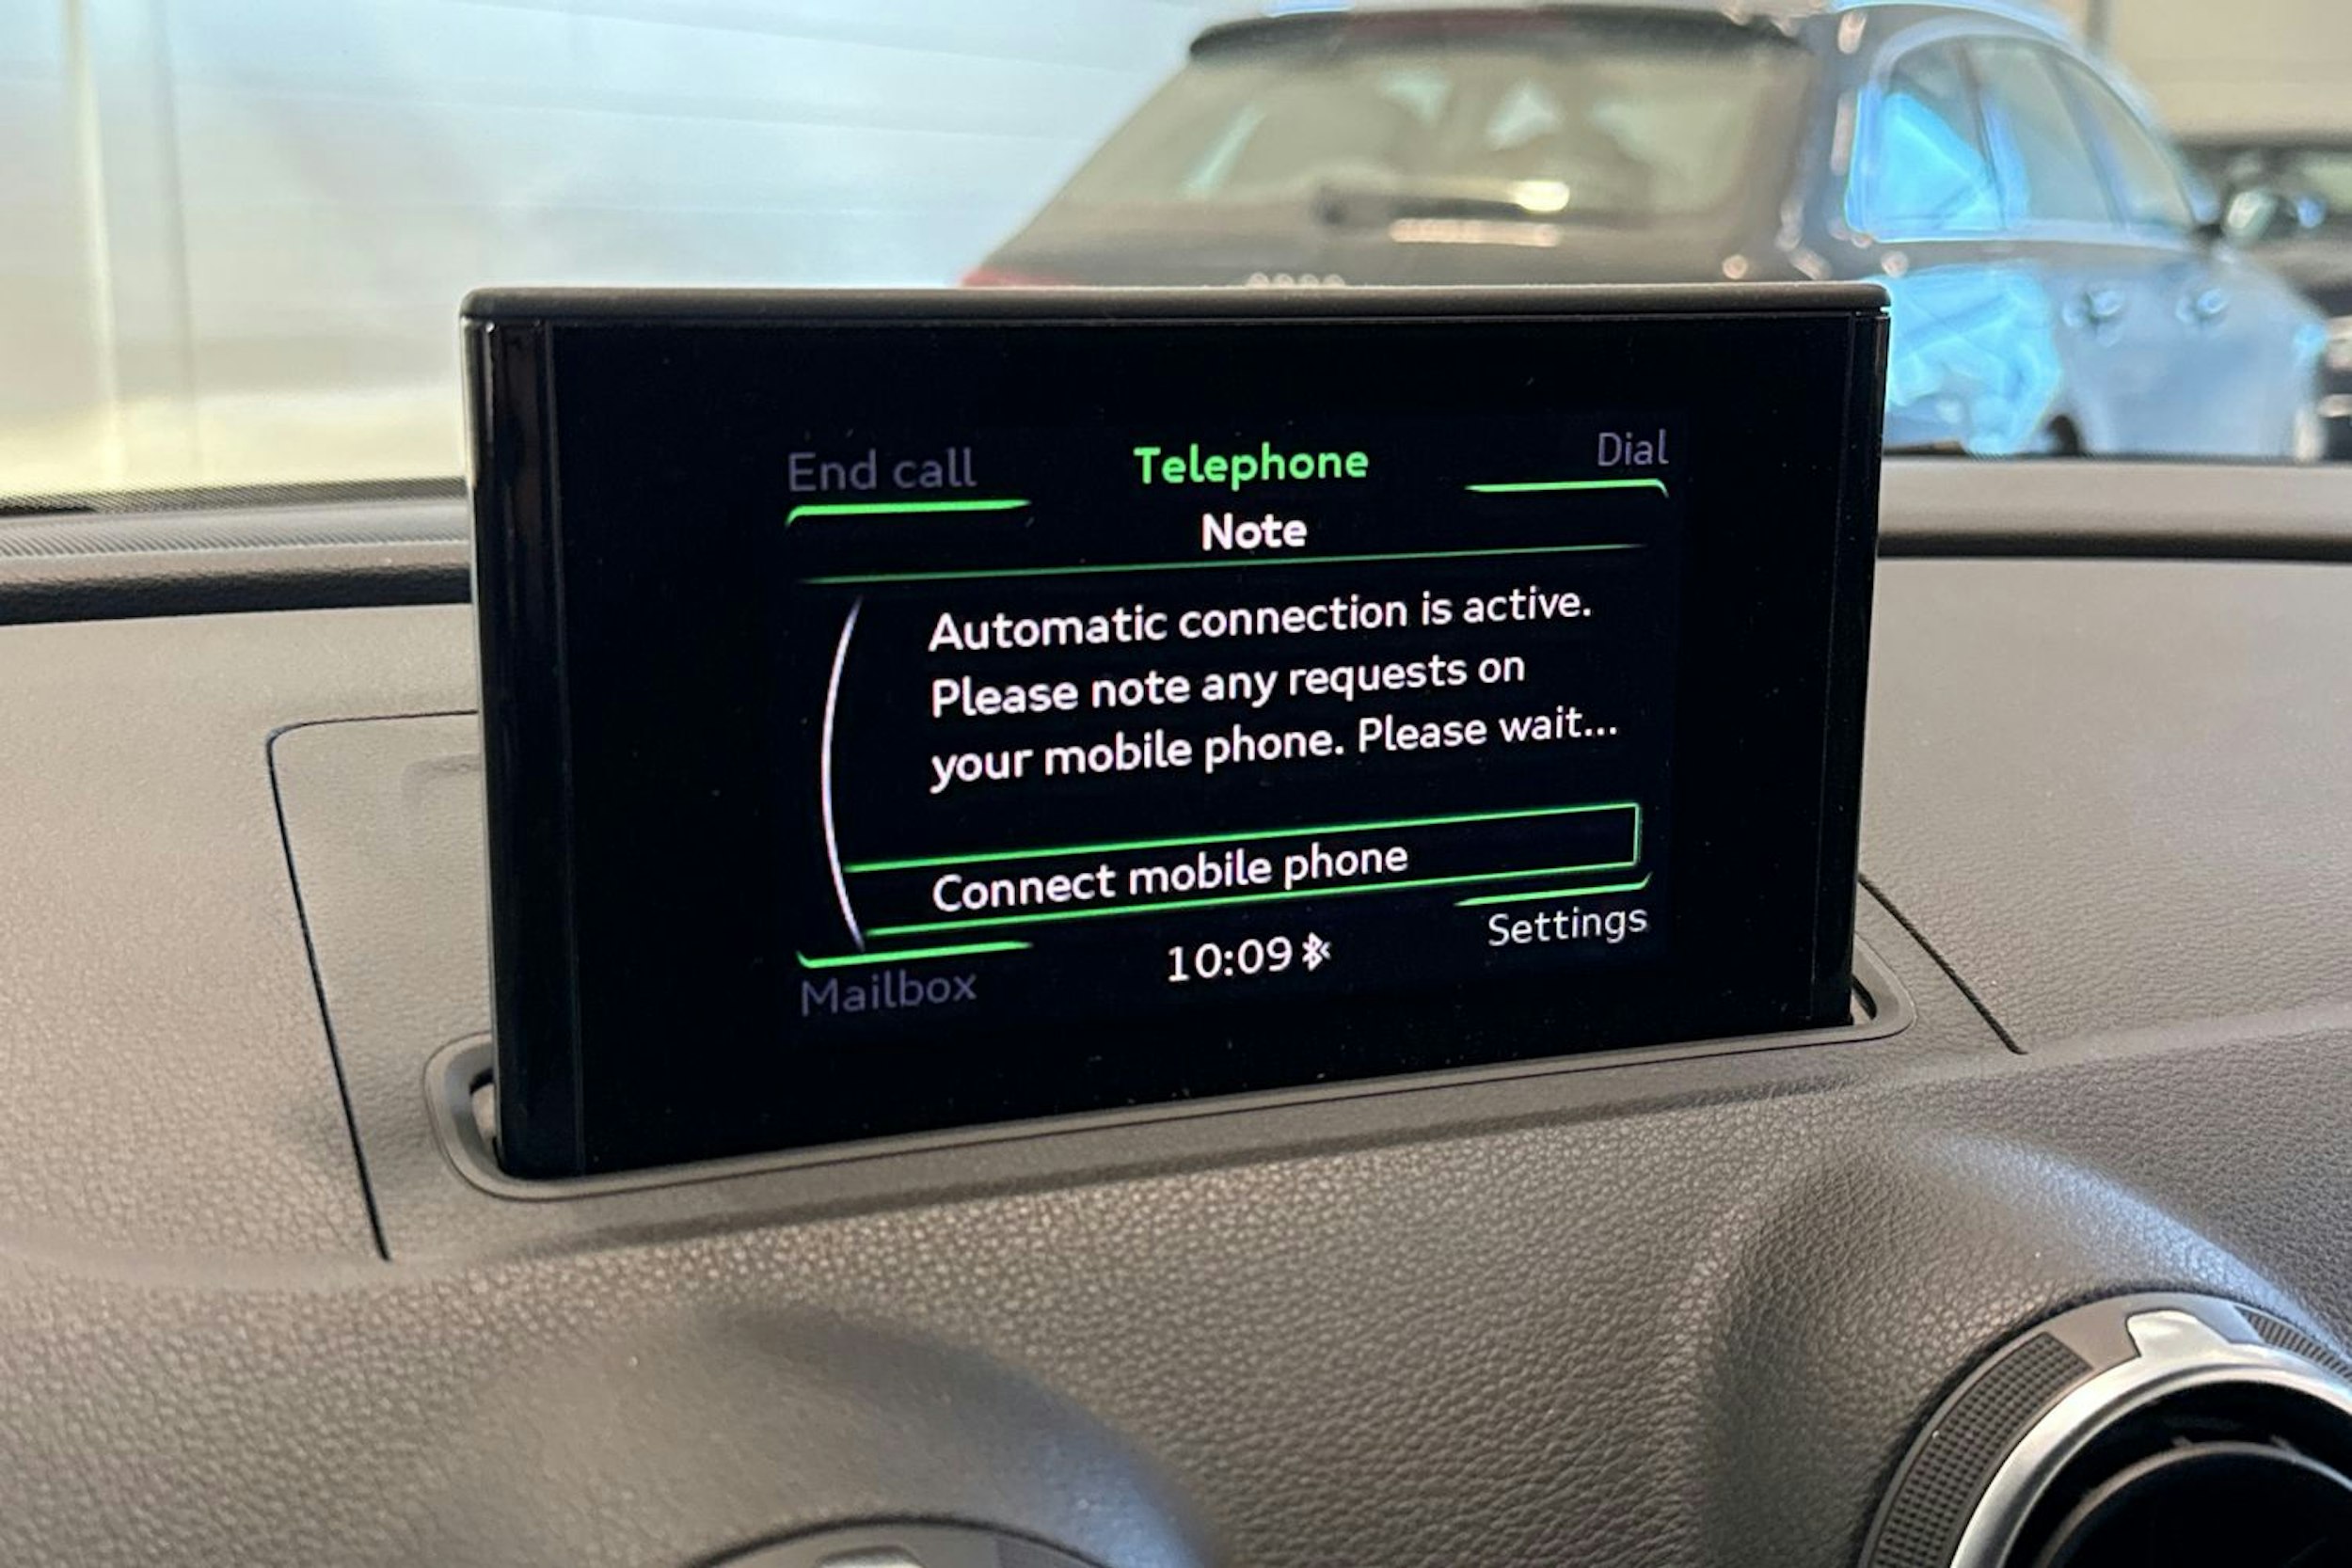 End call
Telephone
Dial
Note
Automatic connection is active.
Please note any requests on
your mobile phone. Please wait...
Connect mobile phone
Mailbox
10:09
Settings